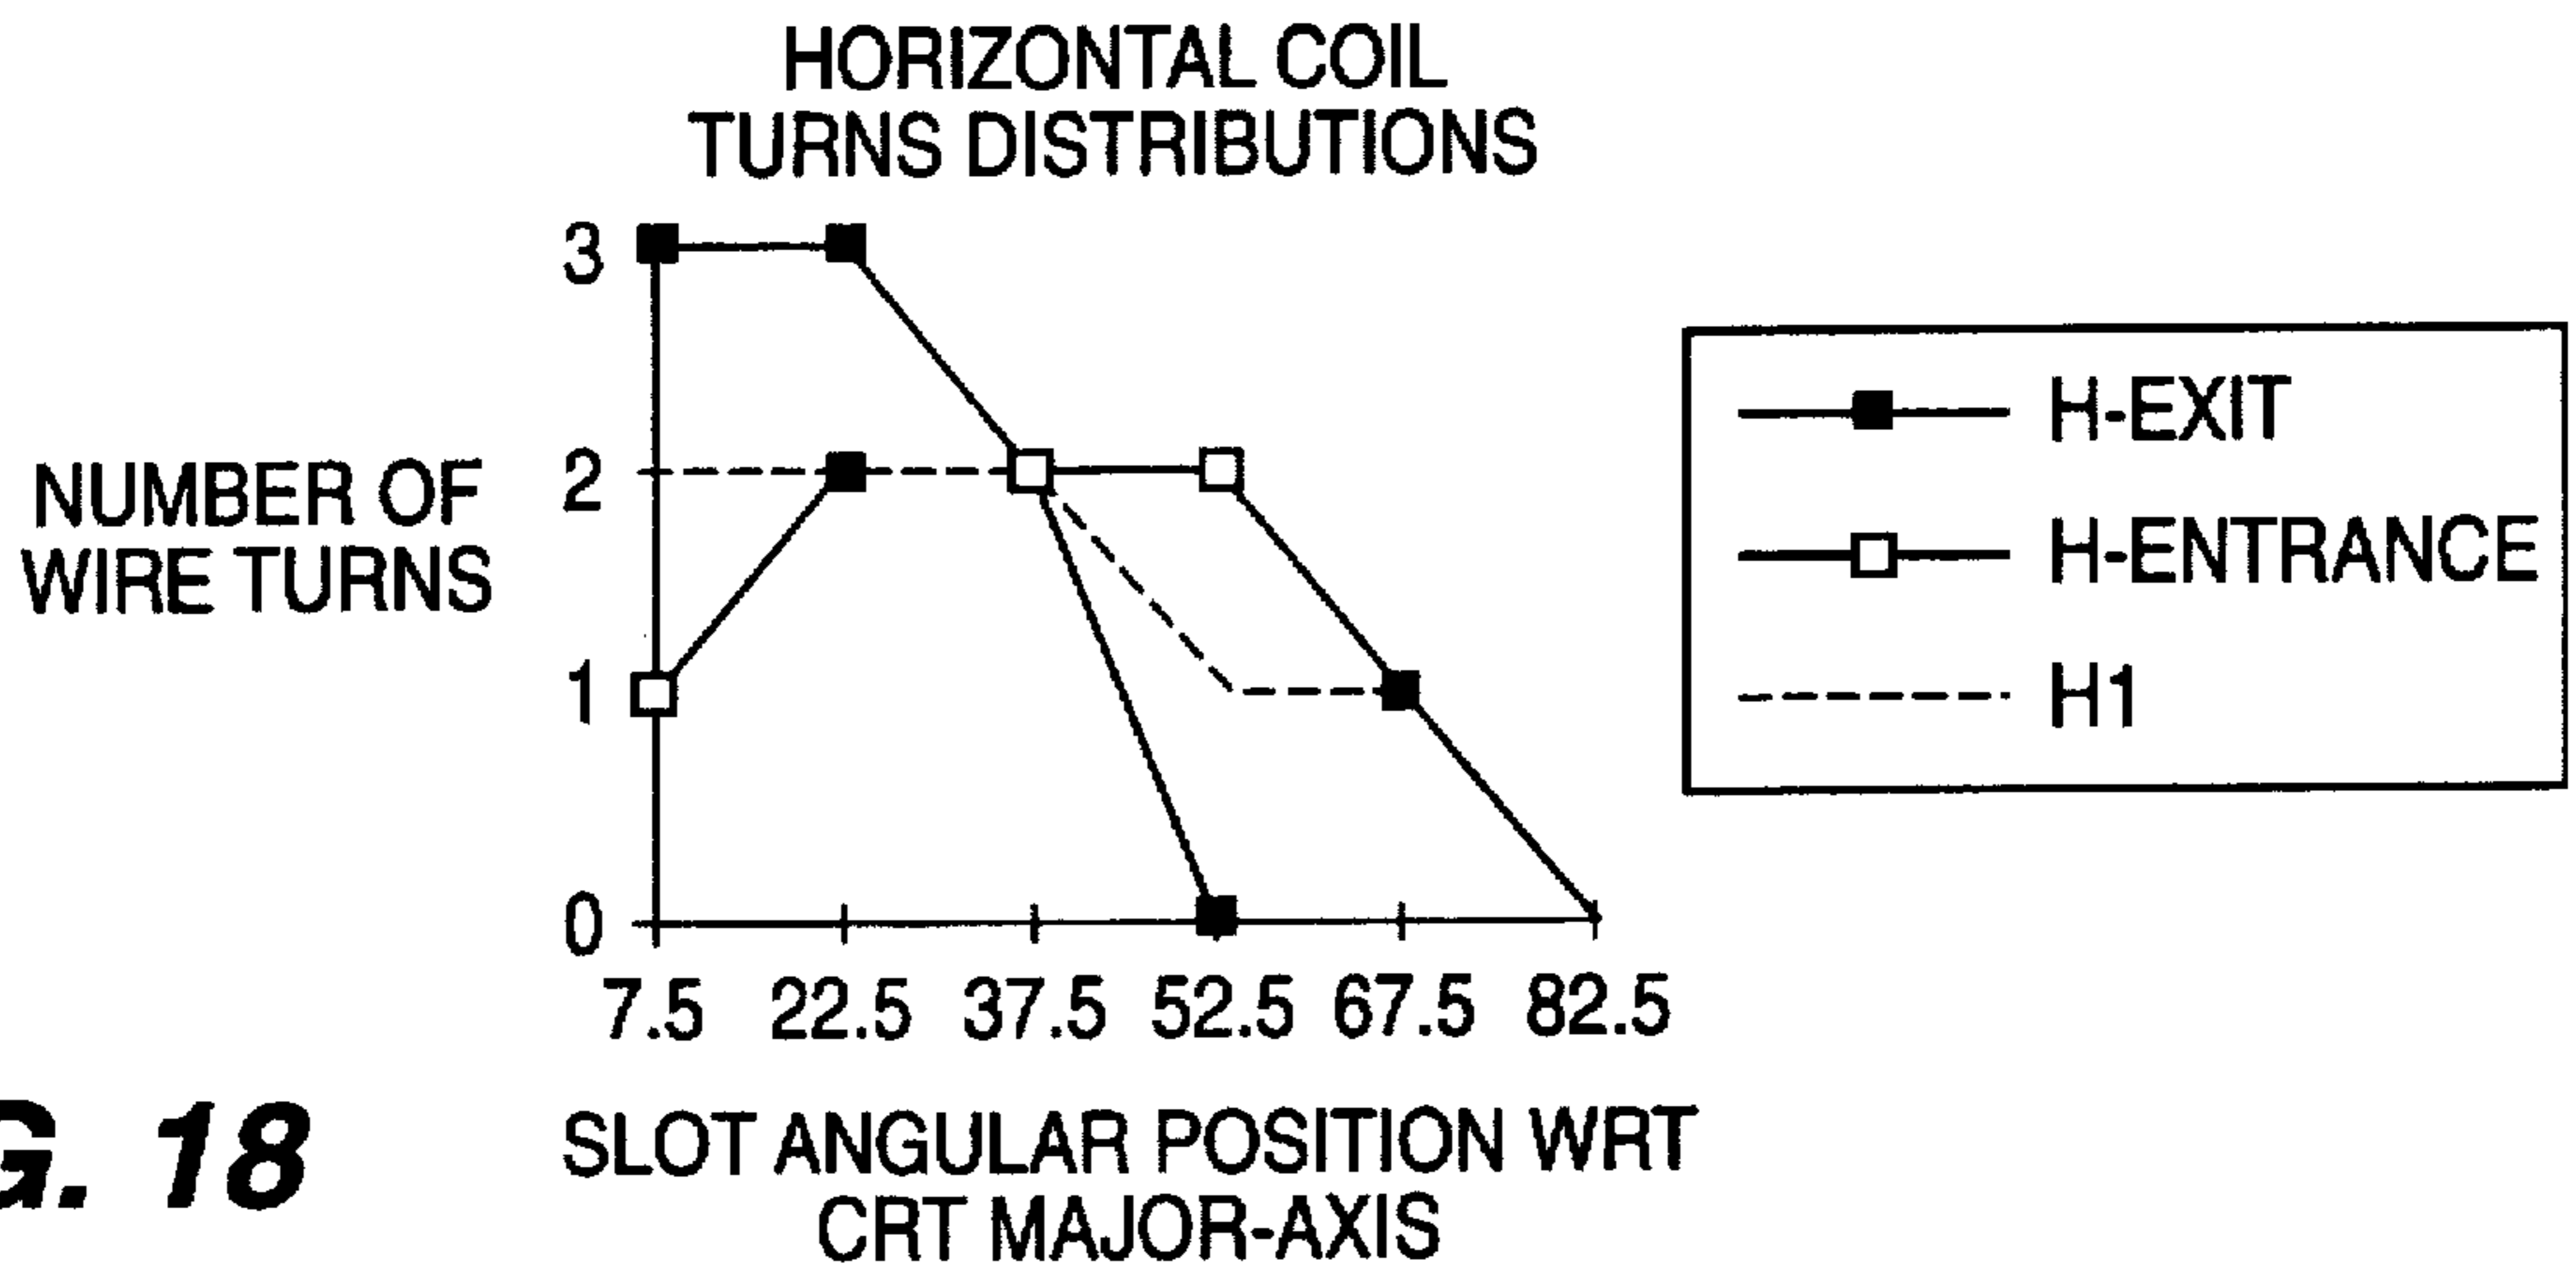 HORIZONTAL COIL
TURNS DISTRIBUTIONS
NUMBER OF
WIRE TURNS
3
2
1
0
7.5 22.5 37.5 52.5 67.5 82.5
SLOT ANGULAR POSITION WRT
CRT MAJOR-AXIS
H-EXIT
H-ENTRANCE
H1
G. 18